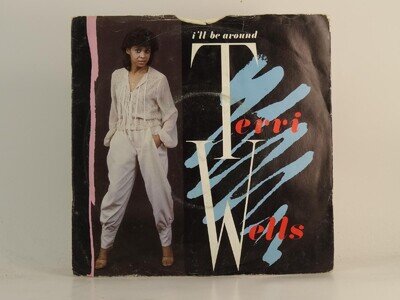 i'll be around
Terri
Wells